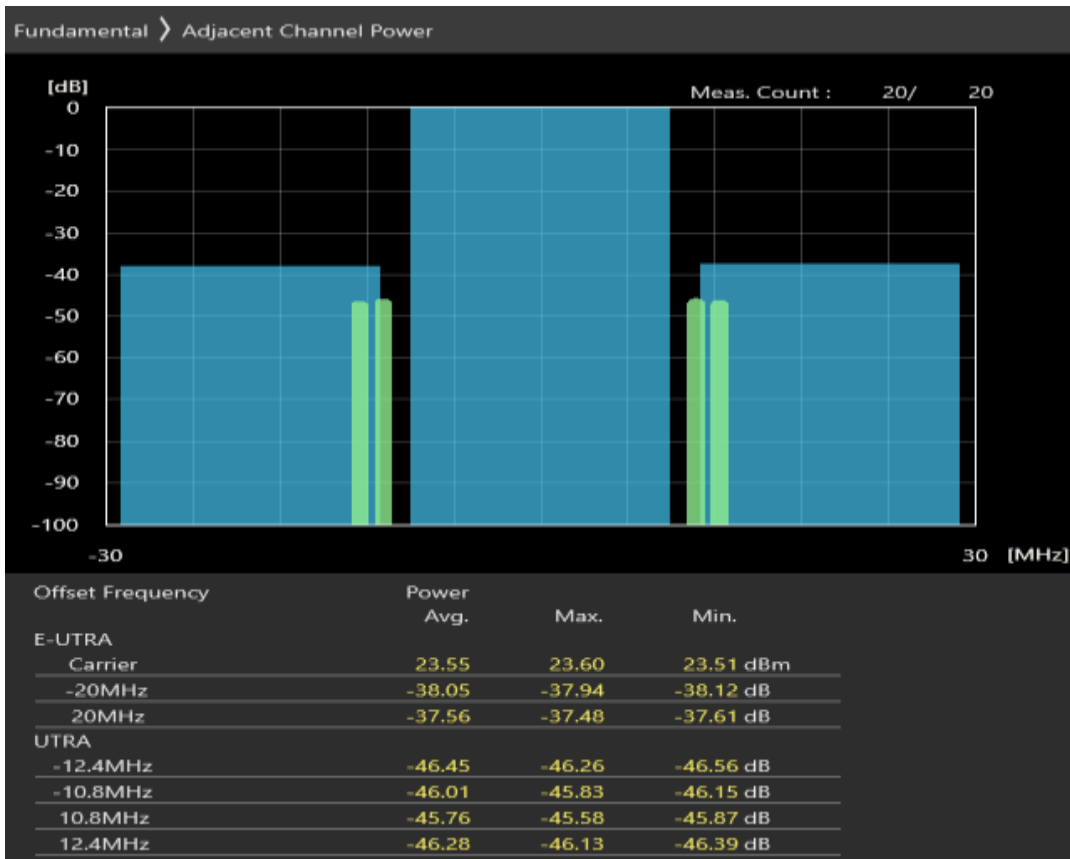 Fundamental 〉 Adjacent Channel Power
[dB]
Meas. Count : 20/ 20
0
-10
-20
-30
-40
-50
-60
-70
-80
-90
-100
-30 30 [MHz]
Offset Frequency Power
Avg. Max. Min.
E-UTRA
Carrier 23.55 23.60 23.51 dBm
-20MHz -38.05 -37.94 -38.12 dB
20MHz -37.56 -37.48 -37.61 dB
UTRA
-12.4MHz -46.45 -46.26 -46.56 dB
-10.8MHz -46.01 -45.83 -46.15 dB
10.8MHz -45.76 -45.58 -45.87 dB
12.4MHz -46.28 -46.13 -46.39 dB